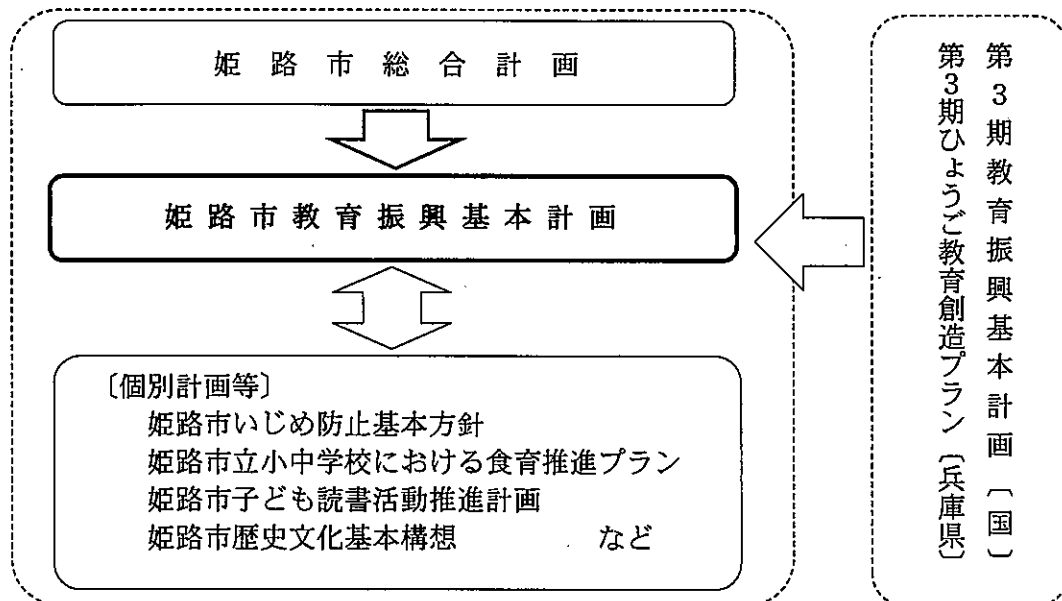 姫路市総合計画
姫路市教育振興基本計画
〔個別計画等〕
姫路市いじめ防止基本方針
姫路市立小中学校における食育推進プラン
姫路市子ども読書活動推進計画
姫路市歴史文化基本構想 など
第3期教育振興基本計画〔国〕
第3期ひょうご教育創造プラン〔兵庫県〕